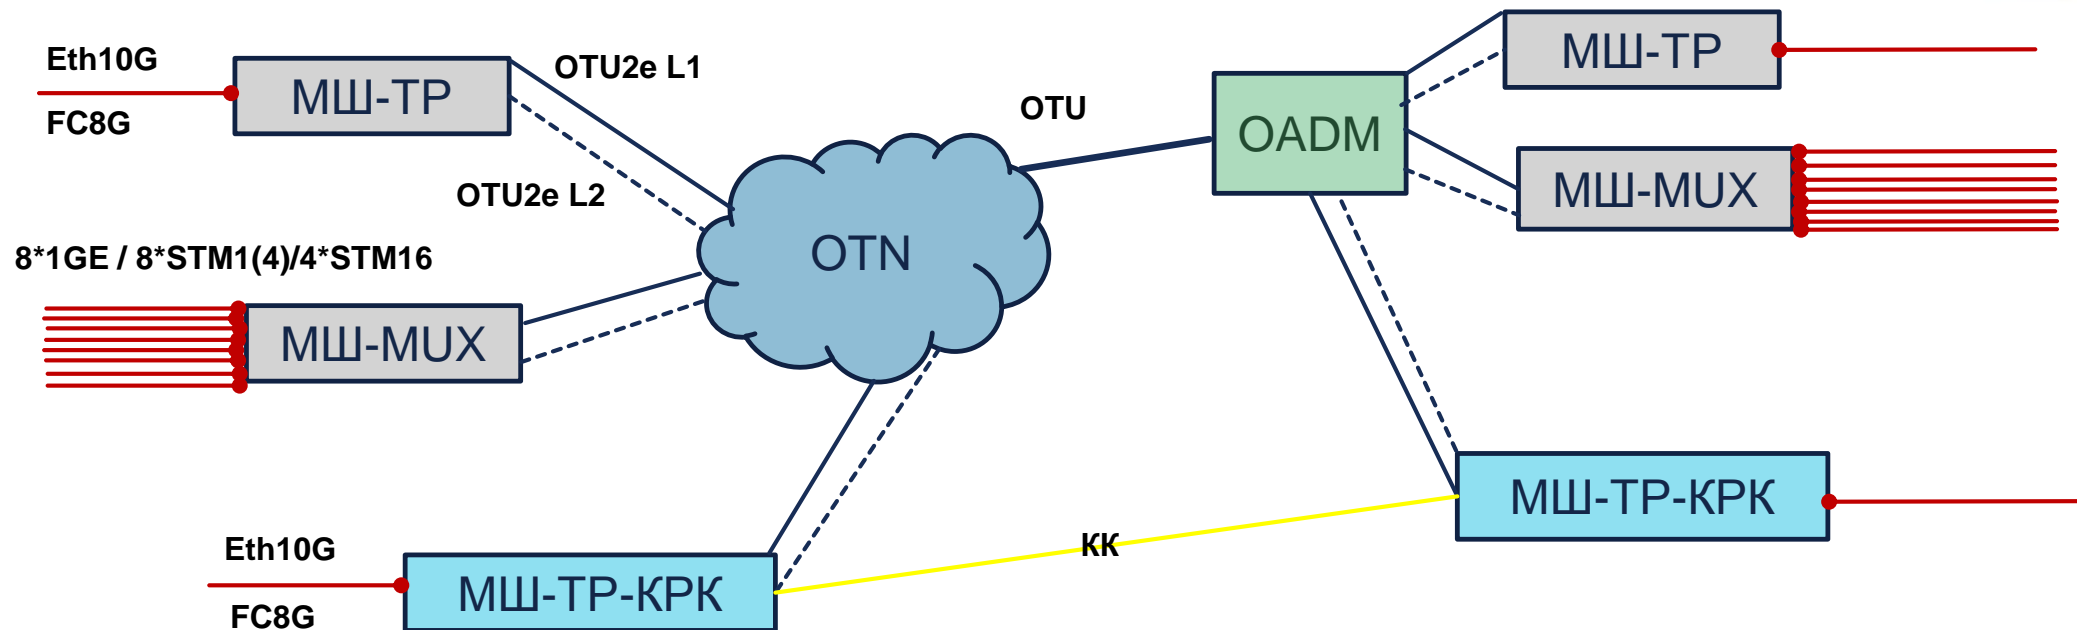 Eth10G
FC8G
МШ-ТР
OTU2e L1
OTU2e L2
8*1GE / 8*STM1(4)/4*STM16
МШ-MUX
OTN
OTU
OADM
МШ-ТР
МШ-MUX
МШ-ТР-КРК
КК
Eth10G
FC8G
МШ-ТР-КРК